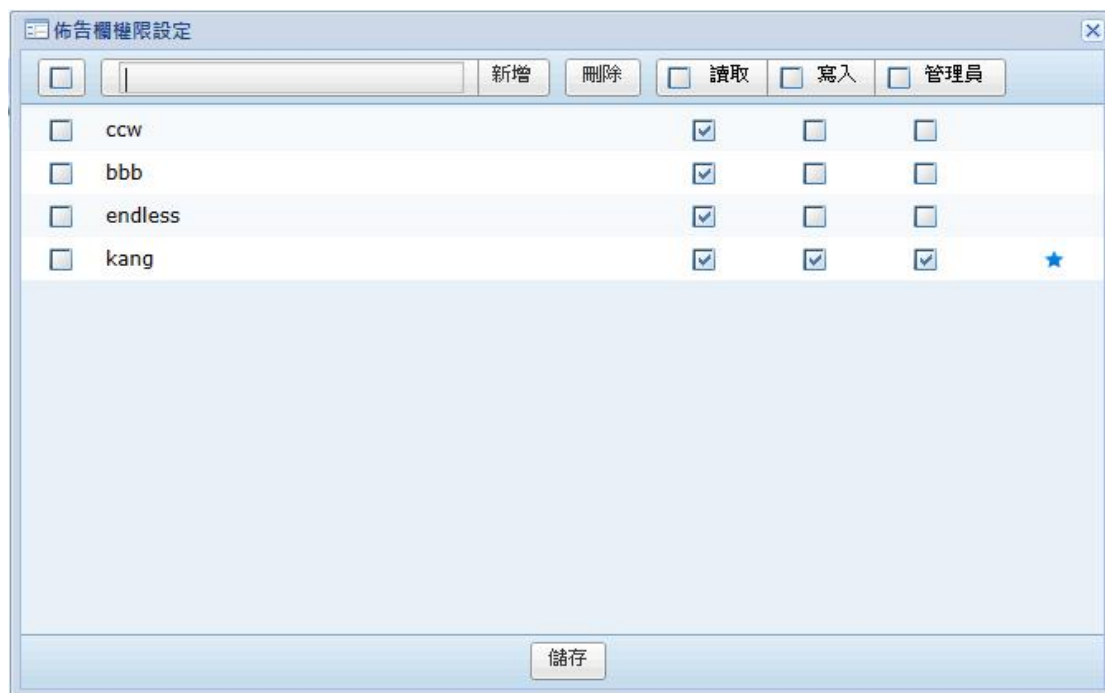 佈告欄權限設定
新增 刪除 讀取 寫入 管理員
ccw
bbb
endless
kang
儲存